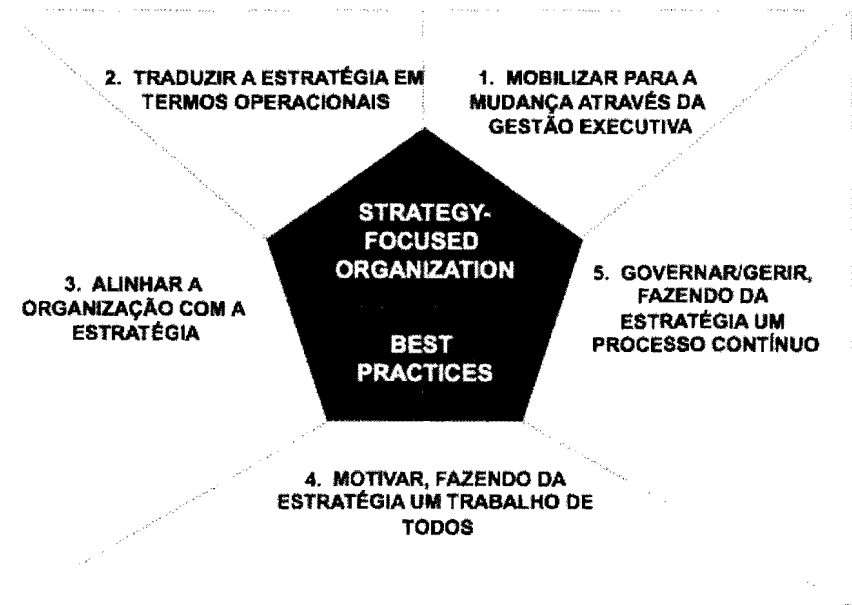 1. MOBILIZAR PARA A
MUDANÇA ATRAVÉS DA
GESTÃO EXECUTIVA
2. TRADUZIR A ESTRATÉGIA EM
TERMOS OPERACIONAIS
3. ALINHAR A
ORGANIZAÇÃO COM A
ESTRATÉGIA
4. MOTIVAR, FAZENDO DA
ESTRATÉGIA UM TRABALHO DE
TODOS
5. GOVERNAR/GERIR,
FAZENDO DA
ESTRATÉGIA UM
PROCESSO CONTÍNUO
STRATEGY-
FOCUSED
ORGANIZATION
BEST
PRACTICES